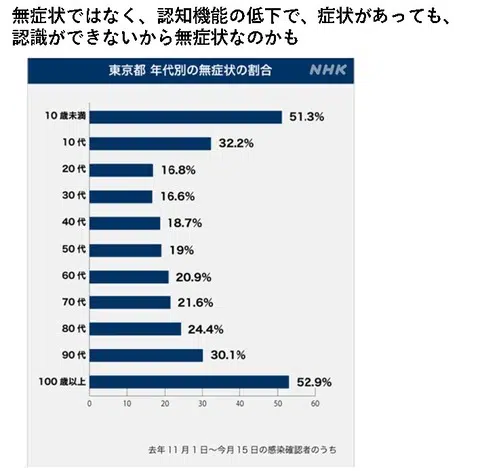 無症状ではなく、認知機能の低下で、症状があっても、
認識ができないから無症状なのかも
東京都 年代別の無症状の割合 NHK
10歳未満 51.3%
10代 32.2%
20代 16.8%
30代 16.6%
40代 18.7%
50代 19%
60代 20.9%
70代 21.6%
80代 24.4%
90代 30.1%
100歳以上 52.9%
0 10 20 30 40 50 60
去年11月1日～今月15日の感染確認者のうち